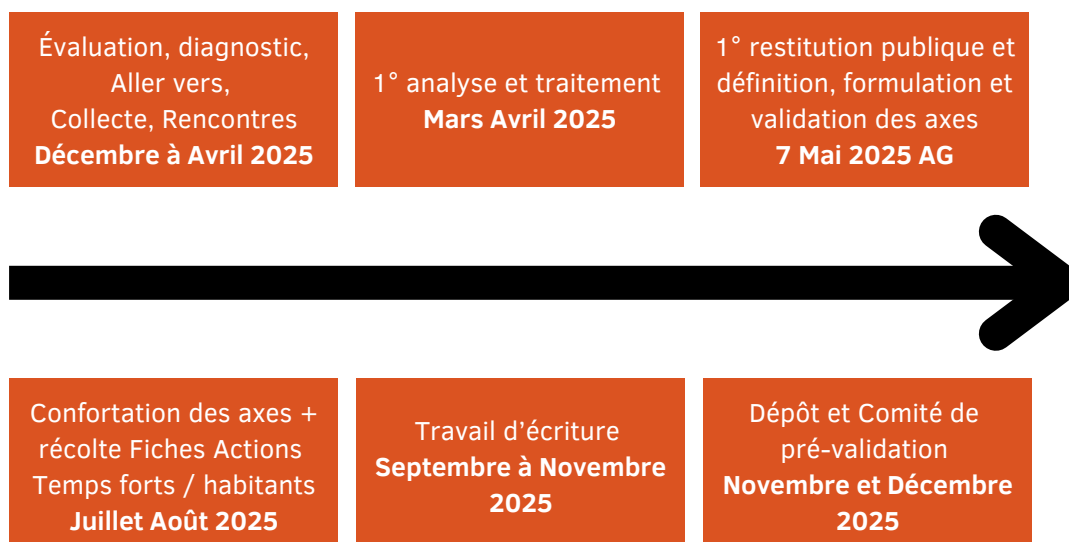 Évaluation, diagnostic,
Aller vers,
Collecte, Rencontres
Décembre à Avril 2025
1° analyse et traitement
Mars Avril 2025
1° restitution publique et
définition, formulation et
validation des axes
7 Mai 2025 AG
Confortation des axes +
récolte Fiches Actions
Temps forts / habitants
Juillet Août 2025
Travail d’écriture
Septembre à Novembre
2025
Dépôt et Comité de
pré-validation
Novembre et Décembre
2025